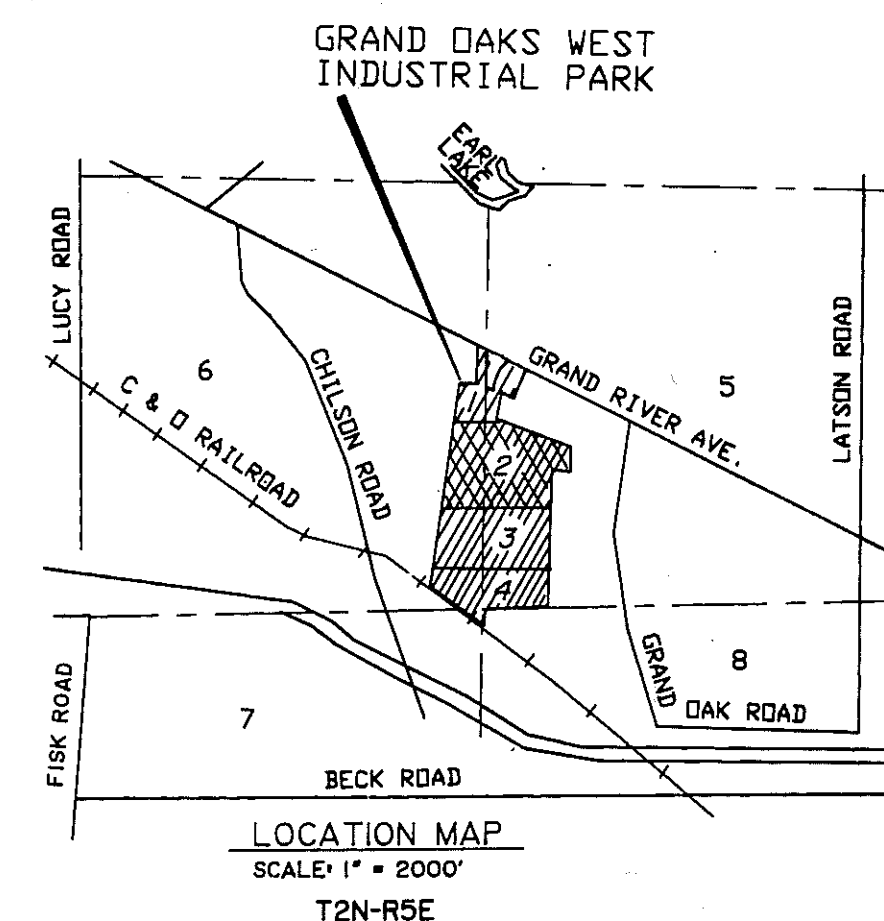 GRAND OAKS WEST
INDUSTRIAL PARK
EARL
LAKE
LUCY ROAD
6
C & O RAILROAD
CHILSON ROAD
GRAND RIVER AVE.
5
LATSON ROAD
1
2
3
4
FISK ROAD
7
GRAND
OAK ROAD
8
BECK ROAD
LOCATION MAP
SCALE: 1" = 2000'
T2N-R5E